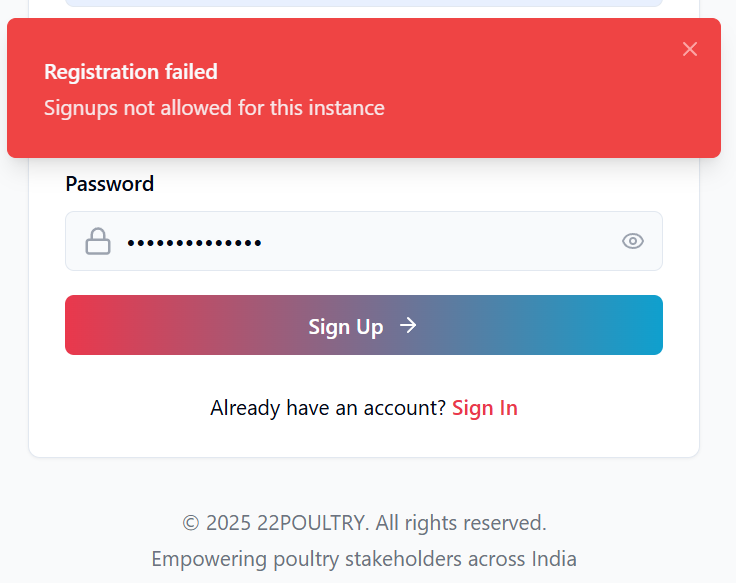 Registration failed
Signups not allowed for this instance
Password
Sign Up
Already have an account? Sign In
© 2025 22POULTRY. All rights reserved.
Empowering poultry stakeholders across India